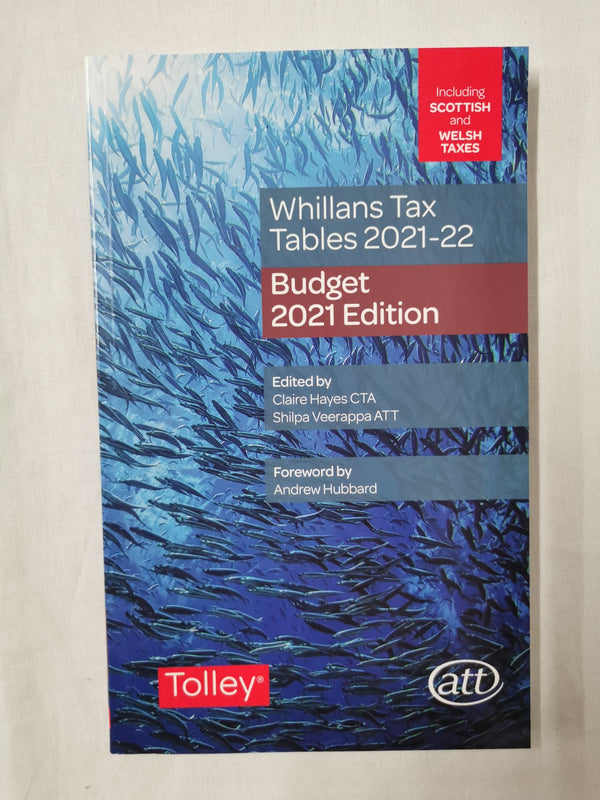 Including
SCOTTISH
and
WELSH
TAXES
Whillans Tax
Tables 2021-22
Budget
2021 Edition
Edited by
Claire Hayes CTA
Shilpa Veerappa ATT
Foreword by
Andrew Hubbard
Tolley®
att